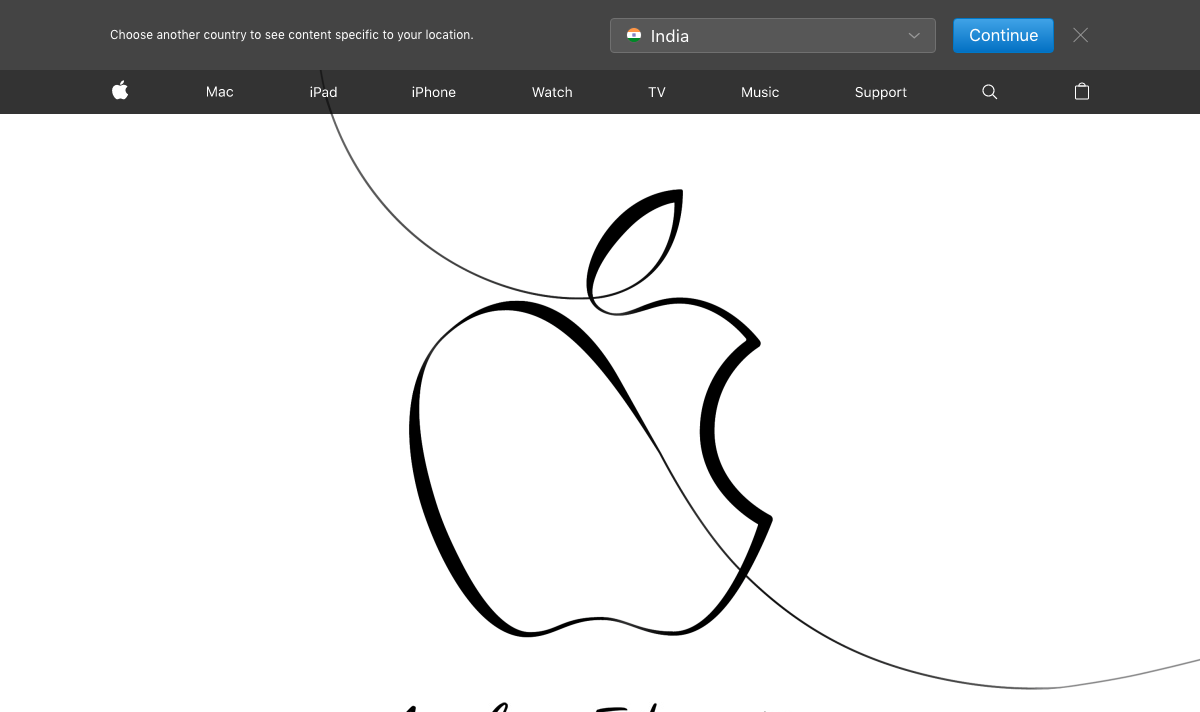 Choose another country to see content specific to your location.
India
Continue
Mac
iPad
iPhone
Watch
TV
Music
Support